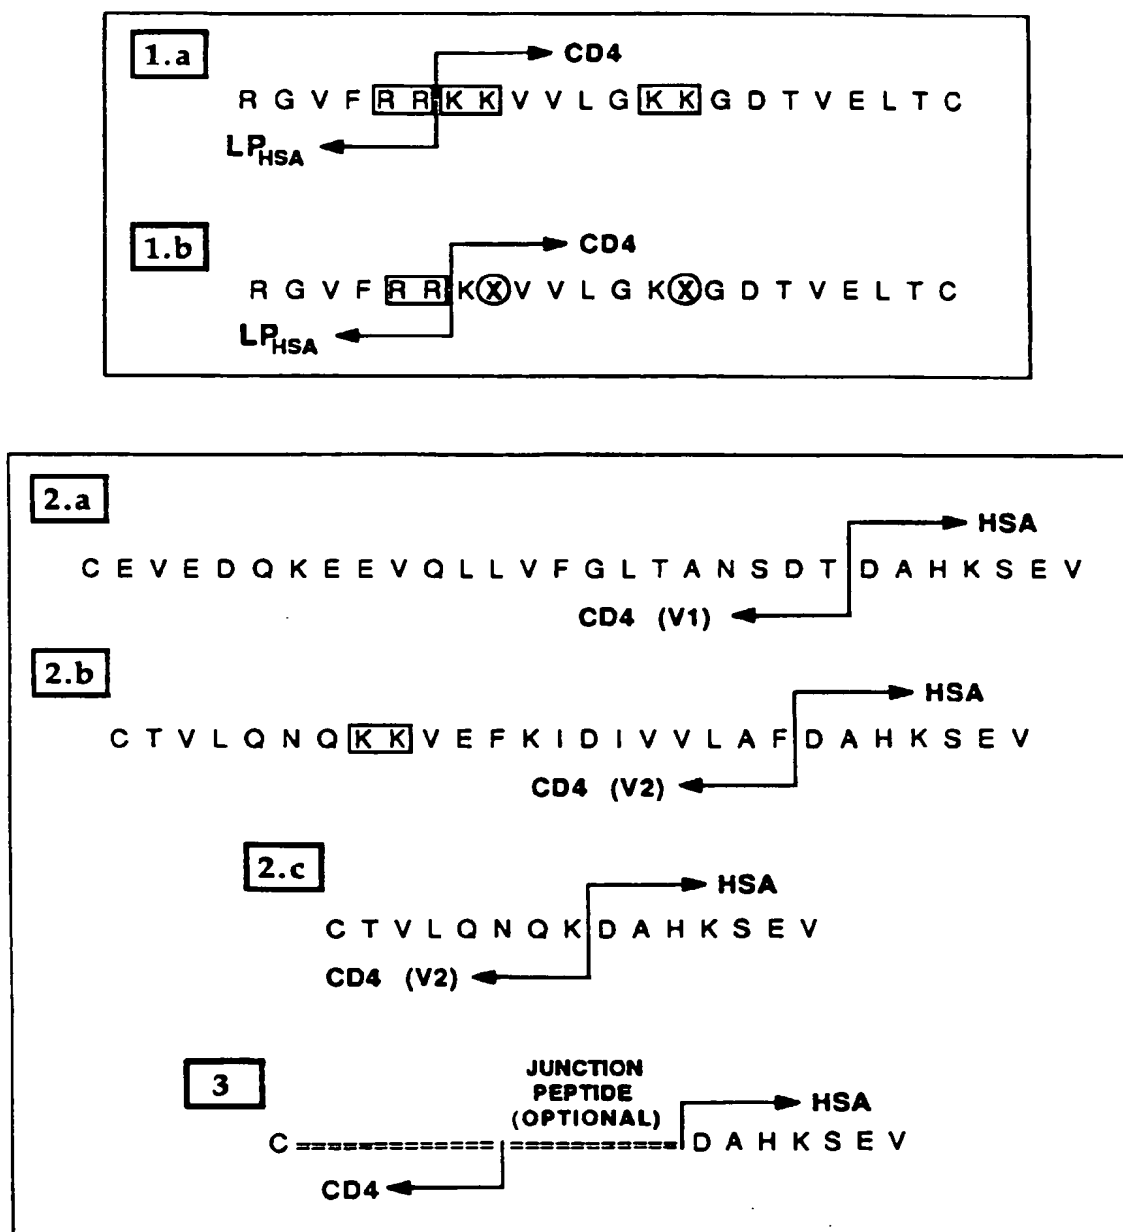 1.a
CD4
R G V F R R K K V V L G K K G D T V E L T C
LPHSA
1.b
CD4
R G V F R R K X V V L G K X G D T V E L T C
LPHSA
2.a
HSA
C E V E D Q K E E V Q L L V F G L T A N S D T D A H K S E V
CD4 (V1)
2.b
HSA
C T V L Q N Q K K V E F K I D I V V L A F D A H K S E V
CD4 (V2)
2.c
HSA
C T V L Q N Q K D A H K S E V
CD4 (V2)
3
JUNCTION
PEPTIDE
(OPTIONAL)
HSA
C ============ ========== D A H K S E V
CD4